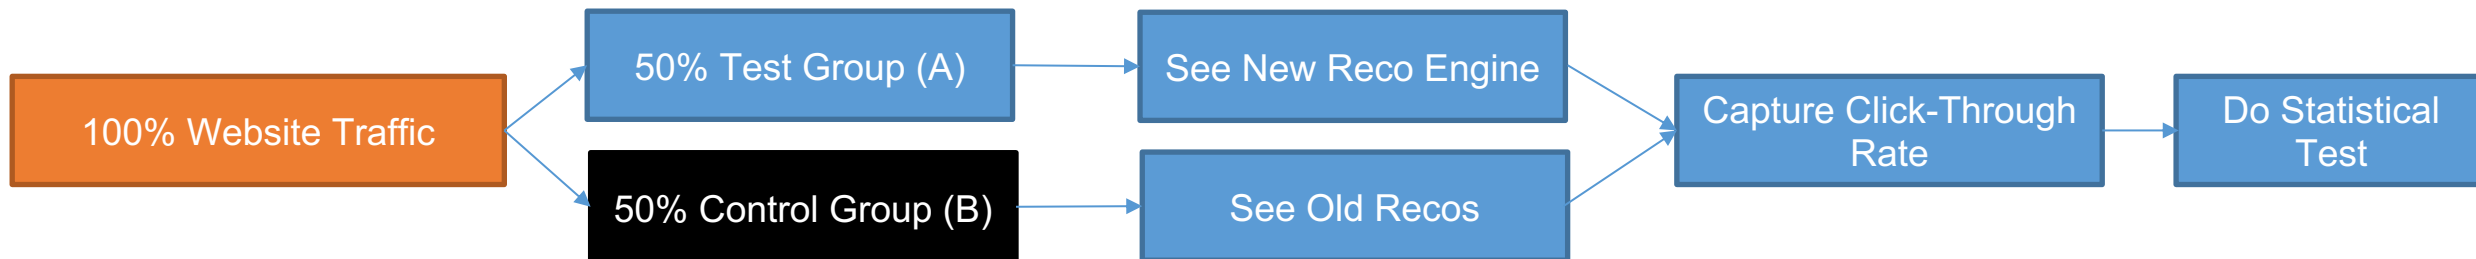 100% Website Traffic
50% Test Group (A)
See New Reco Engine
50% Control Group (B)
See Old Recos
Capture Click-Through
Rate
Do Statistical
Test